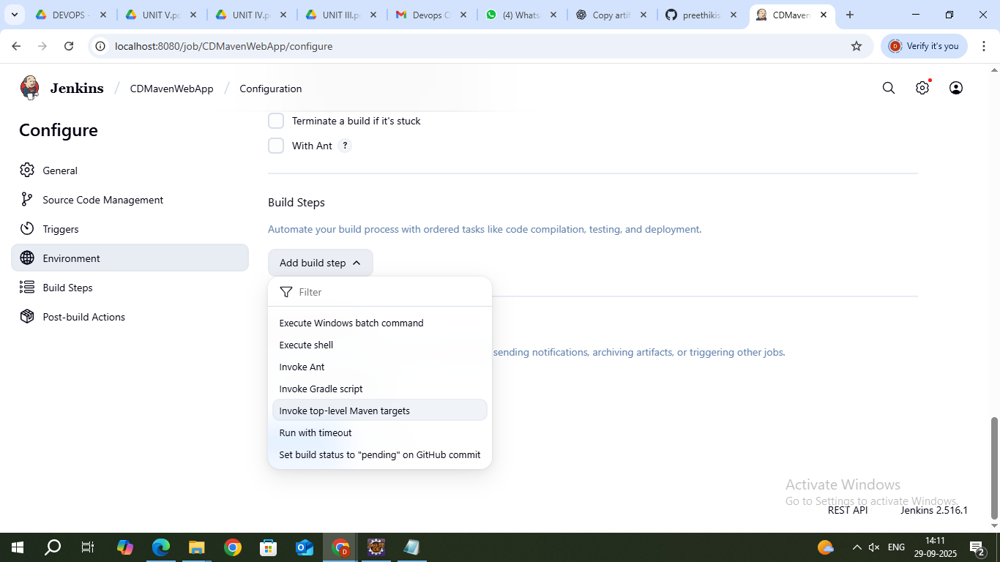 DEVOPS -
UNIT V.pd
UNIT IV.p
UNIT III.p
Devops C
(4) Whats
Copy artif
preethikis
CDMaven
localhost:8080/job/CDMavenWebApp/configure
Verify it's you
Jenkins / CDMavenWebApp / Configuration
Configure
General
Source Code Management
Triggers
Environment
Build Steps
Post-build Actions
Terminate a build if it's stuck
With Ant ?
Build Steps
Automate your build process with ordered tasks like code compilation, testing, and deployment.
Add build step
Filter
Execute Windows batch command
Execute shell
Invoke Ant
Invoke Gradle script
Invoke top-level Maven targets
Run with timeout
Set build status to "pending" on GitHub commit
sending notifications, archiving artifacts, or triggering other jobs.
Activate Windows
Go to Settings to activate Windows.
REST API
Jenkins 2.516.1
ENG
14:11
29-09-2025
2